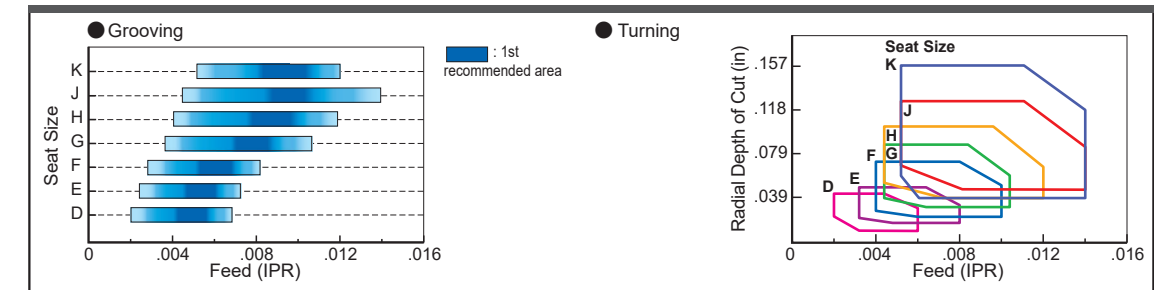 Grooving
: 1st
recommended area
Seat Size
K
J
H
G
F
E
D
0
.004
.008
.012
.016
Feed (IPR)
Turning
Radial Depth of Cut (in)
.157
.118
.079
.039
Seat Size
K
J
H
G
F
E
D
0
.004
.008
.012
.016
Feed (IPR)